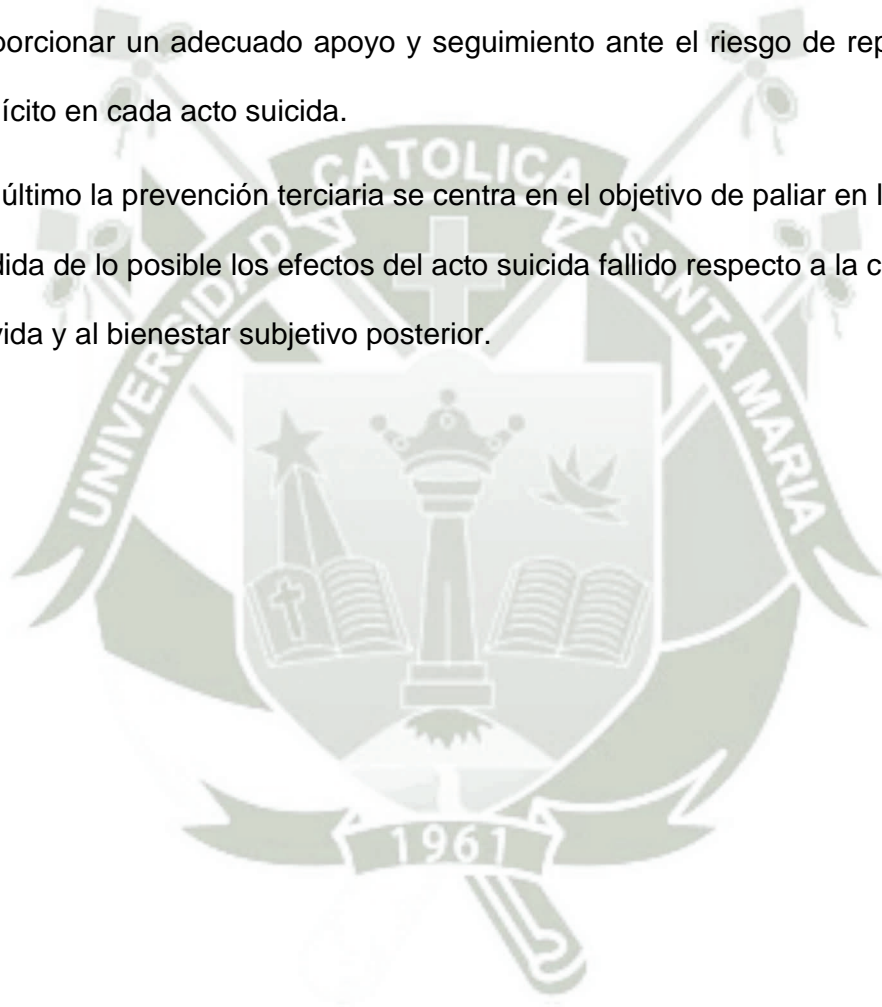 porcionar un adecuado apoyo y seguimiento ante el riesgo de rep
lícito en cada acto suicida.
último la prevención terciaria se centra en el objetivo de paliar en l
dida de lo posible los efectos del acto suicida fallido respecto a la c
vida y al bienestar subjetivo posterior.
UNIVERSIDAD CATOLICA SANTA MARIA
1961